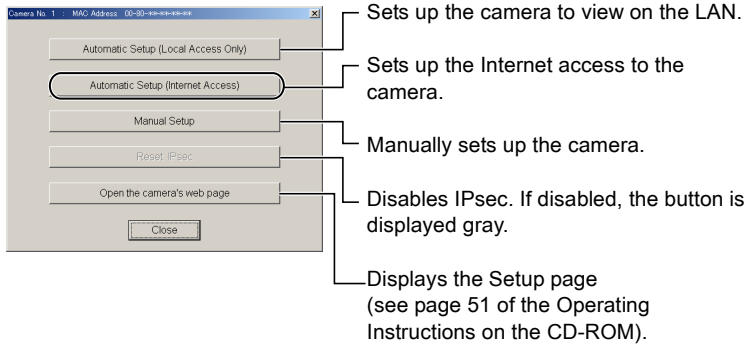 Camera No. 1 : MAC Address 00-80-**-**-**-**
Automatic Setup (Local Access Only)
Automatic Setup (Internet Access)
Manual Setup
Reset IPsec
Open the camera's web page
Close
Sets up the camera to view on the LAN.
Sets up the Internet access to the
camera.
Manually sets up the camera.
Disables IPsec. If disabled, the button is
displayed gray.
Displays the Setup page
(see page 51 of the Operating
Instructions on the CD-ROM).